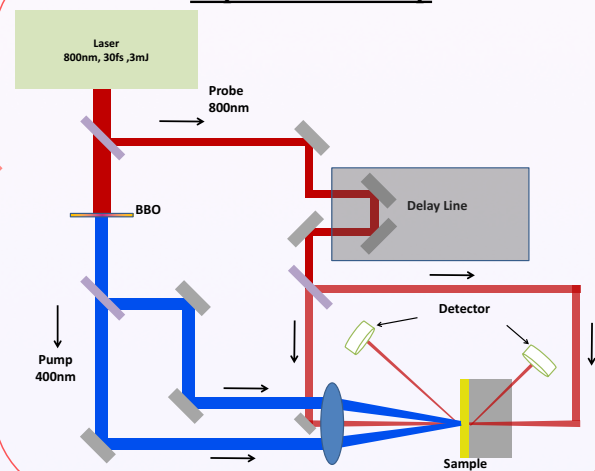 Laser
800nm, 30fs ,3mJ
Probe
800nm
BBO
Delay Line
Detector
Pump
400nm
Sample